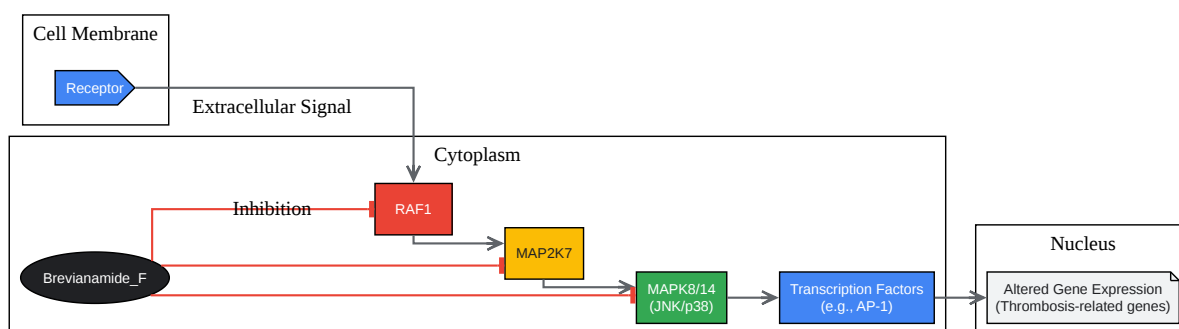 Cell Membrane
Receptor
Extracellular Signal
Cytoplasm
Inhibition
RAF1
MAP2K7
Brevianamide_F
MAPK8/14
(JNK/p38)
Transcription Factors
(e.g., AP-1)
Nucleus
Altered Gene Expression
(Thrombosis-related genes)